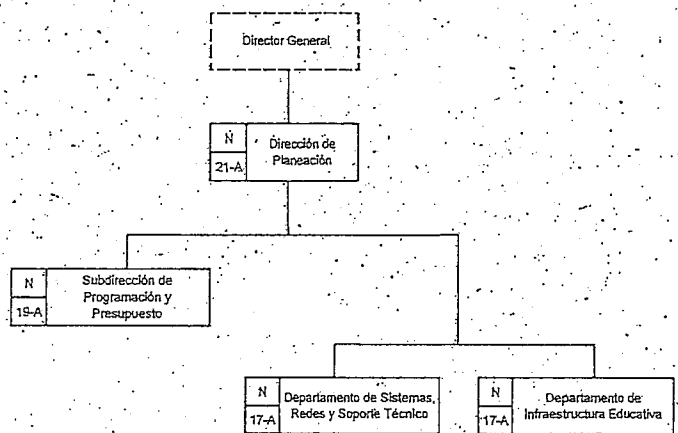 Director General
N
21-A
Dirección de
Planeación
N
19-A
Subdirección de
Programación y
Presupuesto
N
17-A
Departamento de Sistemas,
Redes y Soporte Técnico
N
17-A
Departamento de
Infraestructura Educativa